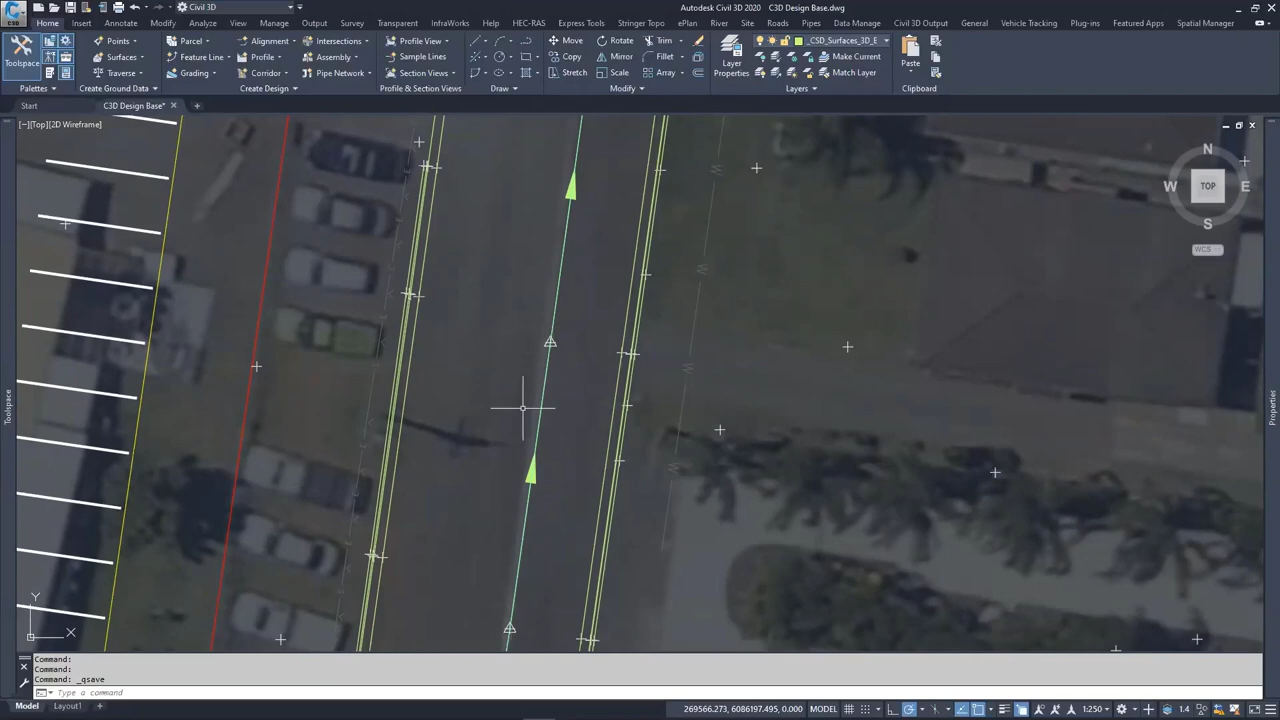 C3D
Civil 3D
Autodesk Civil 3D 2020 C3D Design Base.dwg
Home Insert Annotate Modify Analyze View Manage Output Survey Transparent InfraWorks Help HEC-RAS Express Tools Stringer Topo ePlan Rivers Site Roads Pipes Data Manage Civil 3D Output Vehicle Tracking Plug-ins Featured Apps Spatial Manager
Points Parcel Alignment Intersections Profile View Move Rotate Trim _CSD_Surfaces_3D_E
Surfaces Feature Line Profile Assembly Sample Lines Copy Mirror Fillet Make Current
Toolspace Layer Properties Paste
Traverse Grading Corridor Pipe Network Section Views Stretch Scale Array Match Layer
Palettes Create Ground Data Create Design Profile & Section Views Draw Modify Layers Clipboard
Start C3D Design Base*
[−][Top][2D Wireframe]
N
W TOP E
S
WCS
W
W
W
W
Toolspace
Properties
Y
X
Command:
Command:
Command: _qsave
Type a command
Model Layout1 269566.273, 6086197.495, 0.000 MODEL 1:250 1.4